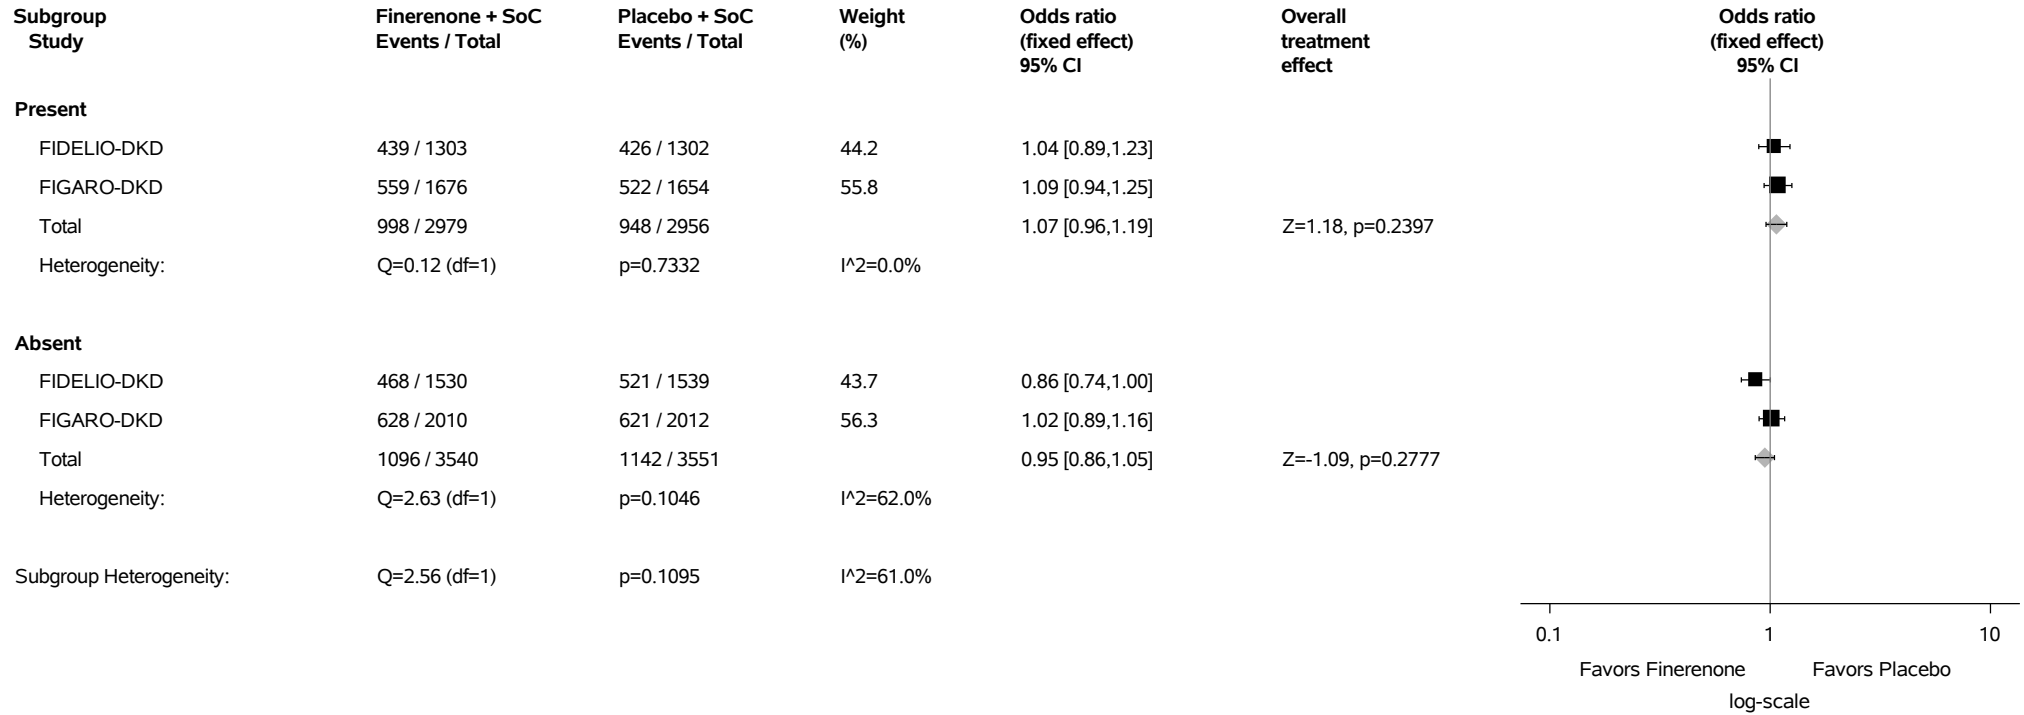 Subgroup Finerenone + SoC Placebo + SoC Weight Odds ratio Overall Odds ratio
Study Events / Total Events / Total (%) (fixed effect) treatment (fixed effect)
95% CI effect 95% CI
Present
FIDELIO-DKD 439 / 1303 426 / 1302 44.2 1.04 [0.89,1.23]
FIGARO-DKD 559 / 1676 522 / 1654 55.8 1.09 [0.94,1.25]
Total 998 / 2979 948 / 2956 1.07 [0.96,1.19] Z=1.18, p=0.2397
Heterogeneity: Q=0.12 (df=1) p=0.7332 I^2=0.0%
Absent
FIDELIO-DKD 468 / 1530 521 / 1539 43.7 0.86 [0.74,1.00]
FIGARO-DKD 628 / 2010 621 / 2012 56.3 1.02 [0.89,1.16]
Total 1096 / 3540 1142 / 3551 0.95 [0.86,1.05] Z=-1.09, p=0.2777
Heterogeneity: Q=2.63 (df=1) p=0.1046 I^2=62.0%
Subgroup Heterogeneity: Q=2.56 (df=1) p=0.1095 I^2=61.0%
0.1 1 10
Favors Finerenone Favors Placebo
log-scale